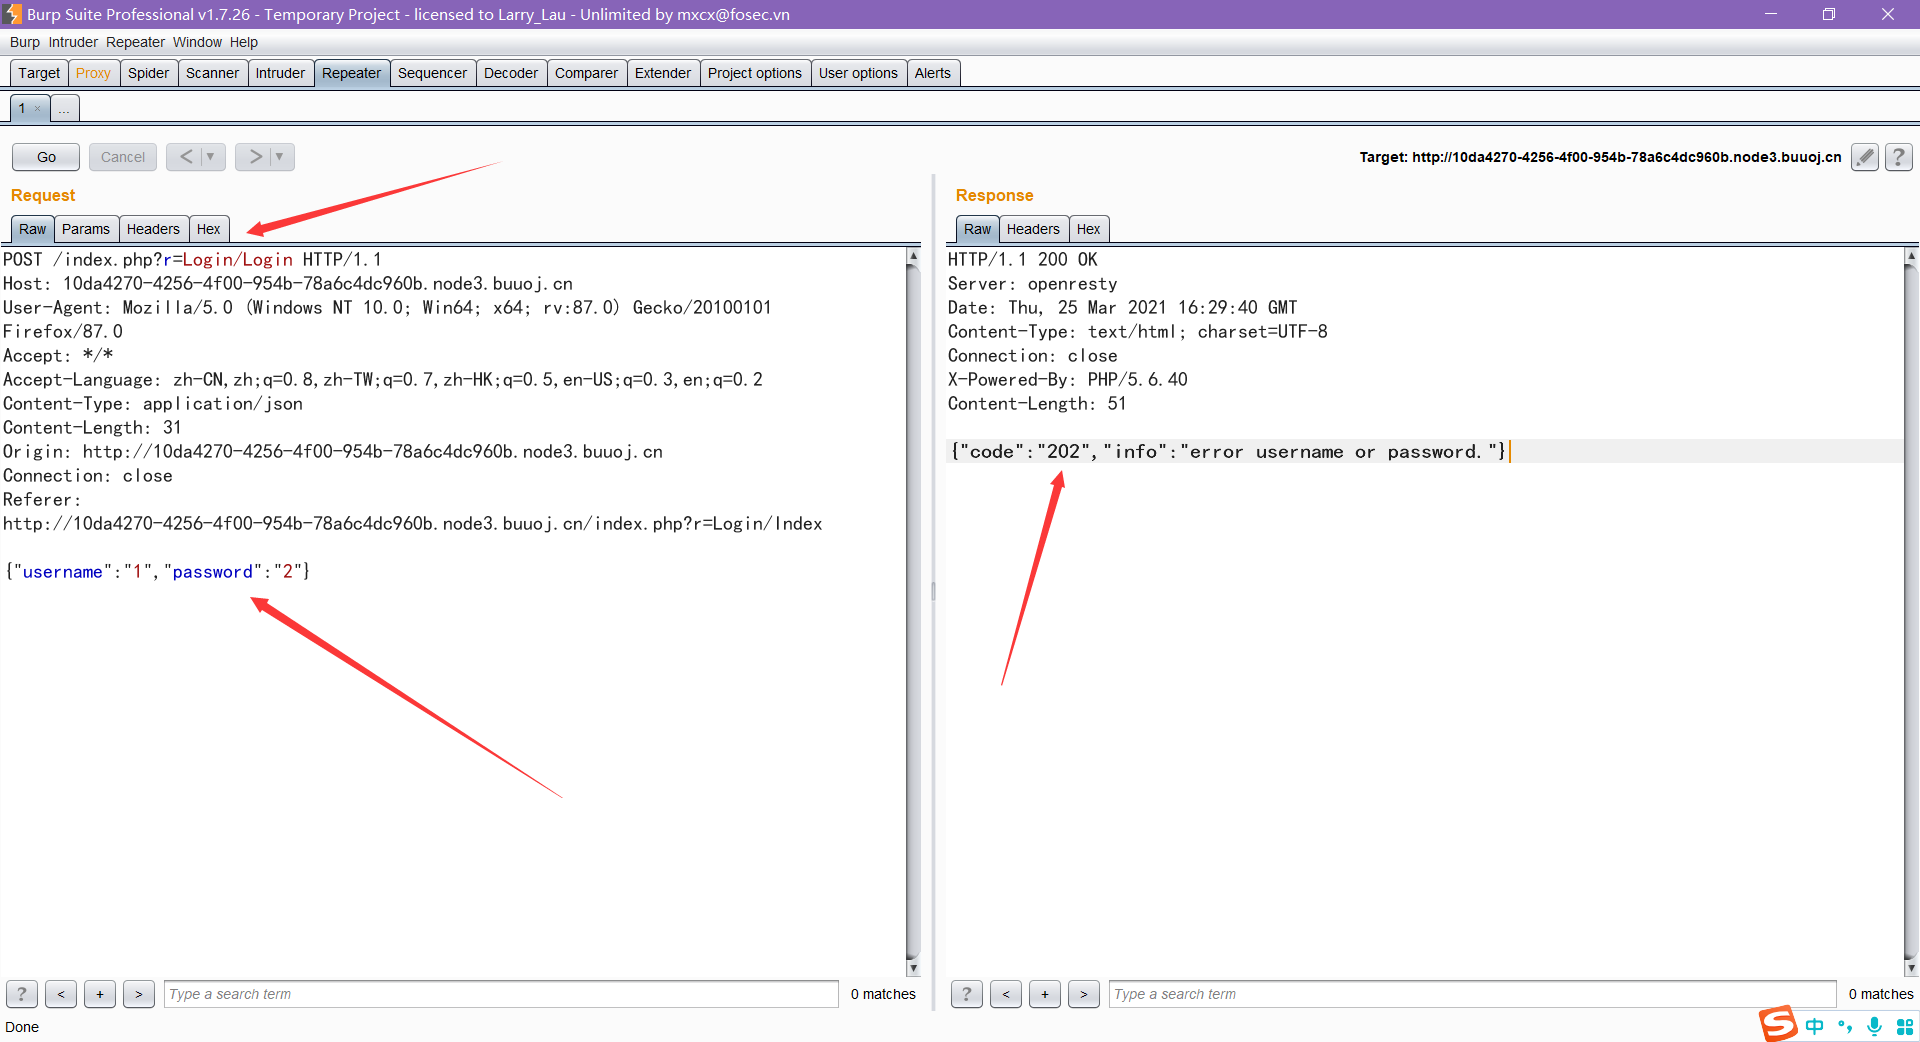 Burp Suite Professional v1.7.26 - Temporary Project - licensed to Larry_Lau - Unlimited by mxcx@fosec.vn
Burp Intruder Repeater Window Help
Target Proxy Spider Scanner Intruder Repeater Sequencer Decoder Comparer Extender Project options User options Alerts
1 × ...
Go Cancel < ▼ > ▼
Target: http://10da4270-4256-4f00-954b-78a6c4dc960b.node3.buuoj.cn ?
Request
Raw Params Headers Hex
POST /index.php?r=Login/Login HTTP/1.1
Host: 10da4270-4256-4f00-954b-78a6c4dc960b.node3.buuoj.cn
User-Agent: Mozilla/5.0 (Windows NT 10.0; Win64; x64; rv:87.0) Gecko/20100101
Firefox/87.0
Accept: */*
Accept-Language: zh-CN,zh;q=0.8,zh-TW;q=0.7,zh-HK;q=0.5,en-US;q=0.3,en;q=0.2
Content-Type: application/json
Content-Length: 31
Origin: http://10da4270-4256-4f00-954b-78a6c4dc960b.node3.buuoj.cn
Connection: close
Referer:
http://10da4270-4256-4f00-954b-78a6c4dc960b.node3.buuoj.cn/index.php?r=Login/Index
{"username":"1","password":"2"}
? < + > Type a search term 0 matches
Response
Raw Headers Hex
HTTP/1.1 200 OK
Server: openresty
Date: Thu, 25 Mar 2021 16:29:40 GMT
Content-Type: text/html; charset=UTF-8
Connection: close
X-Powered-By: PHP/5.6.40
Content-Length: 51
{"code":"202","info":"error username or password."}
? < + > Type a search term 0 matches
Done
S 中 °,